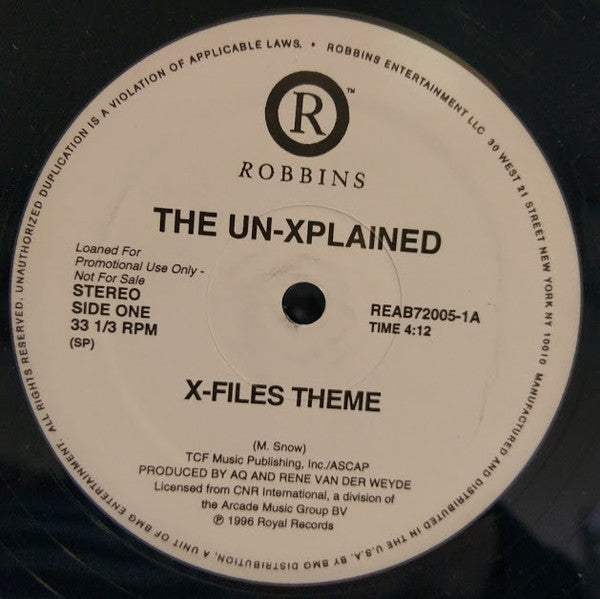 R™
ROBBINS
THE UN-XPLAINED
Loaned For
Promotional Use Only -
Not For Sale
STEREO
SIDE ONE
33 1/3 RPM
(SP)
REAB72005-1A
TIME 4:12
X-FILES THEME
(M. Snow)
TCF Music Publishing, Inc./ASCAP
PRODUCED BY AQ AND RENE VAN DER WEYDE
Licensed from CNR International, a division of
the Arcade Music Group BV
℗ 1996 Royal Records
• ROBBINS ENTERTAINMENT LLC 30 WEST 21 STREET NEW YORK NY 10010 MANUFACTURED AND DISTRIBUTED IN THE U.S.A. BY BMG DISTRIBUTION, A UNIT OF BMG ENTERTAINMENT. ALL RIGHTS RESERVED. UNAUTHORIZED DUPLICATION IS A VIOLATION OF APPLICABLE LAWS.